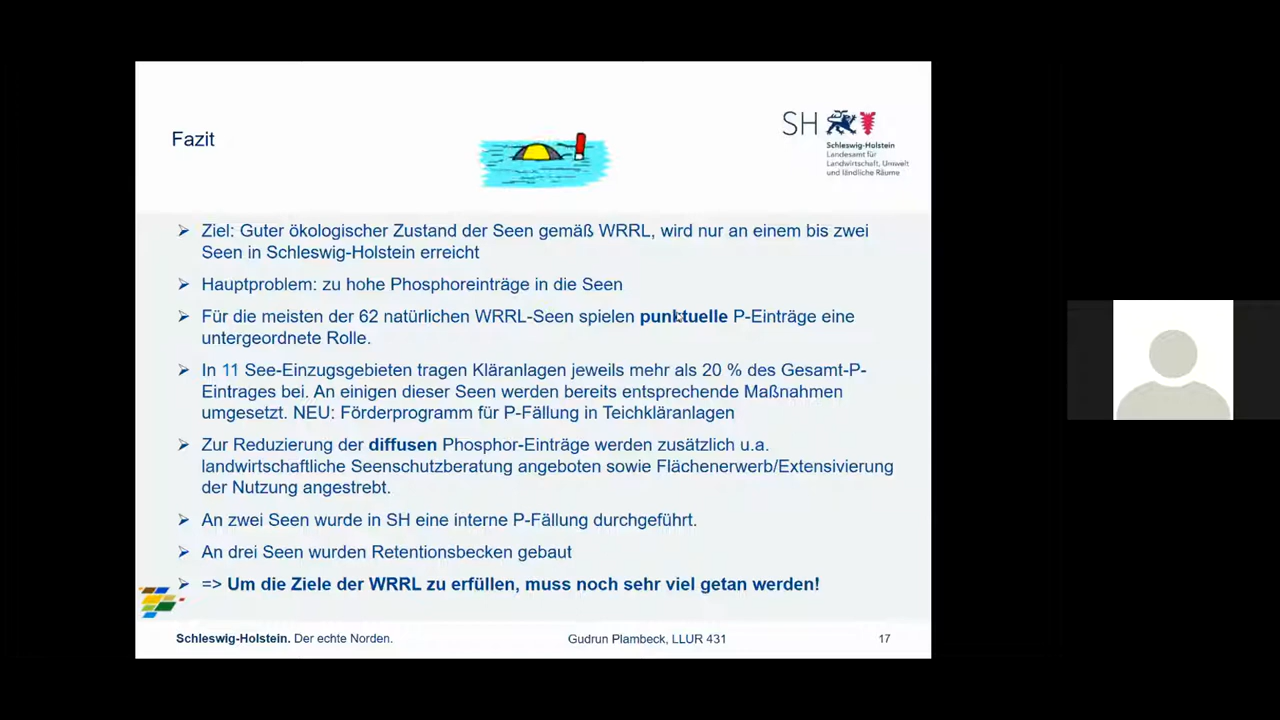 Fazit
SH
Schleswig-Holstein
Landesamt für
Landwirtschaft, Umwelt
und ländliche Räume
Ziel: Guter ökologischer Zustand der Seen gemäß WRRL, wird nur an einem bis zwei
Seen in Schleswig-Holstein erreicht
Hauptproblem: zu hohe Phosphoreinträge in die Seen
Für die meisten der 62 natürlichen WRRL-Seen spielen punktuelle P-Einträge eine
untergeordnete Rolle.
In 11 See-Einzugsgebieten tragen Kläranlagen jeweils mehr als 20 % des Gesamt-P-
Eintrages bei. An einigen dieser Seen werden bereits entsprechende Maßnahmen
umgesetzt. NEU: Förderprogramm für P-Fällung in Teichkläranlagen
Zur Reduzierung der diffusen Phosphor-Einträge werden zusätzlich u.a.
landwirtschaftliche Seenschutzberatung angeboten sowie Flächenerwerb/Extensivierung
der Nutzung angestrebt.
An zwei Seen wurde in SH eine interne P-Fällung durchgeführt.
An drei Seen wurden Retentionsbecken gebaut
=> Um die Ziele der WRRL zu erfüllen, muss noch sehr viel getan werden!
Schleswig-Holstein. Der echte Norden.
Gudrun Plambeck, LLUR 431
17